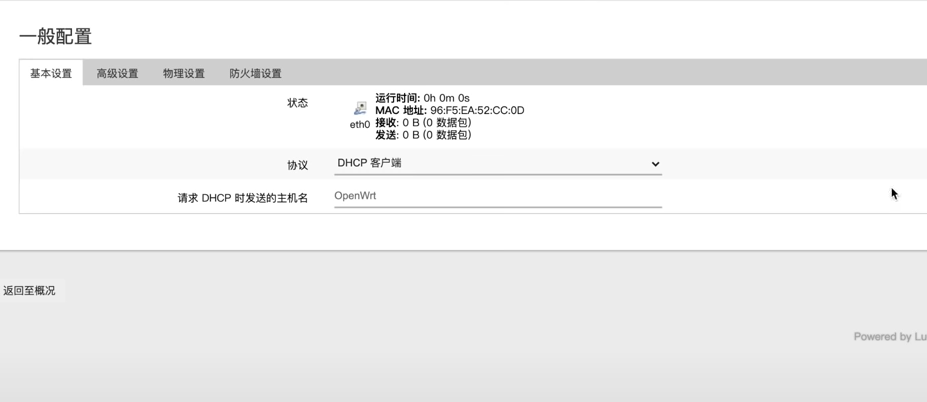 一般配置
基本设置 高级设置 物理设置 防火墙设置
状态
eth0
运行时间: 0h 0m 0s
MAC 地址: 96:F5:EA:52:CC:0D
接收: 0 B (0 数据包)
发送: 0 B (0 数据包)
协议 DHCP 客户端
请求 DHCP 时发送的主机名 OpenWrt
返回至概况
Powered by Lu